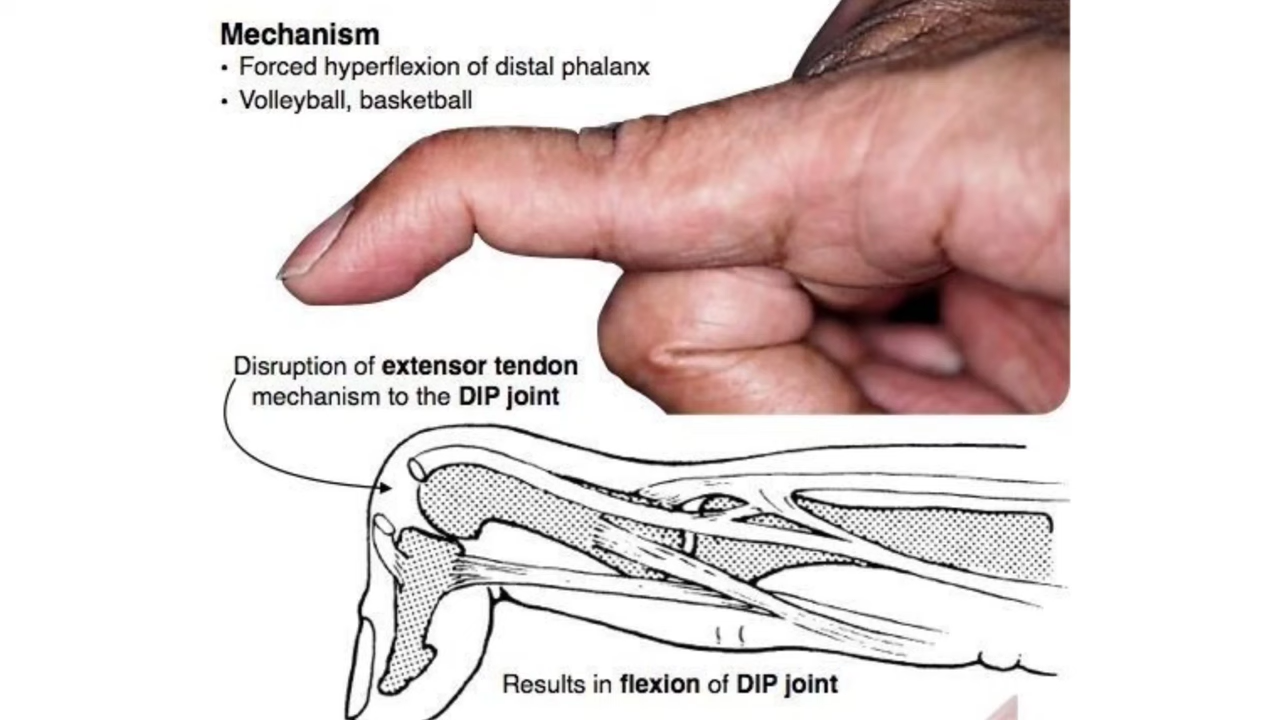 Mechanism
• Forced hyperflexion of distal phalanx
• Volleyball, basketball
Disruption of extensor tendon
mechanism to the DIP joint
Results in flexion of DIP joint